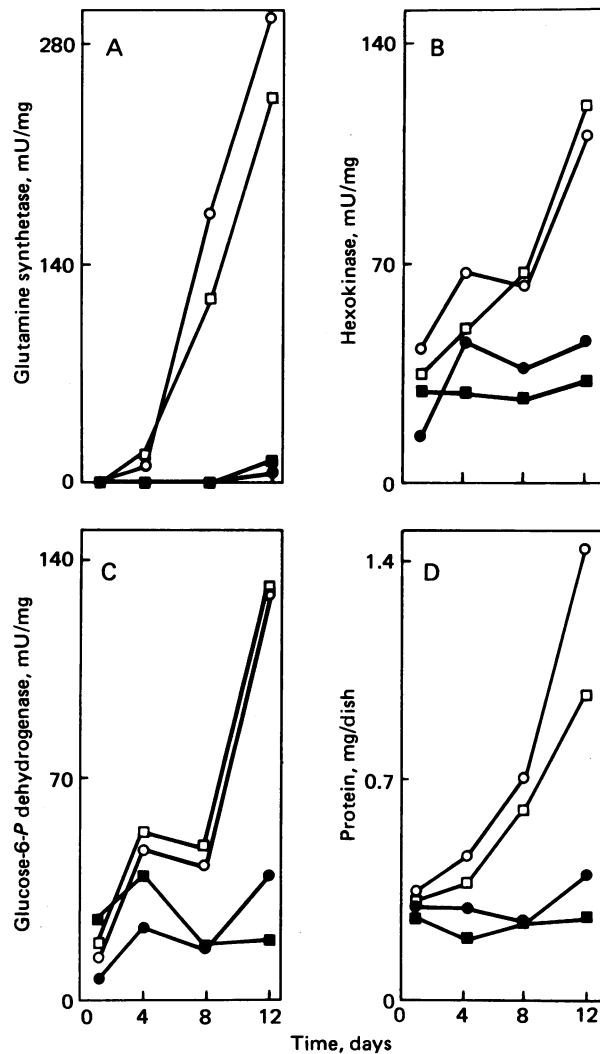 A
Glutamine synthetase, mU/mg
280
140
0
B
Hexokinase, mU/mg
140
70
0
C
Glucose-6-P dehydrogenase, mU/mg
140
70
0
0 4 8 12
D
Protein, mg/dish
1.4
0.7
0
0 4 8 12
Time, days